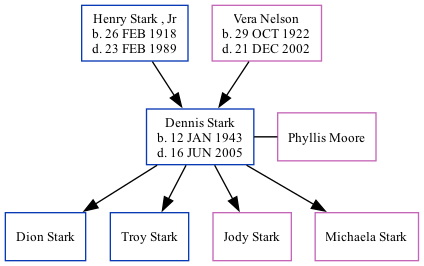 Henry Stark , Jr
b. 26 FEB 1918
d. 23 FEB 1989
Vera Nelson
b. 29 OCT 1922
d. 21 DEC 2002
Dennis Stark
b. 12 JAN 1943
d. 16 JUN 2005
Phyllis Moore
Dion Stark
Troy Stark
Jody Stark
Michaela Stark